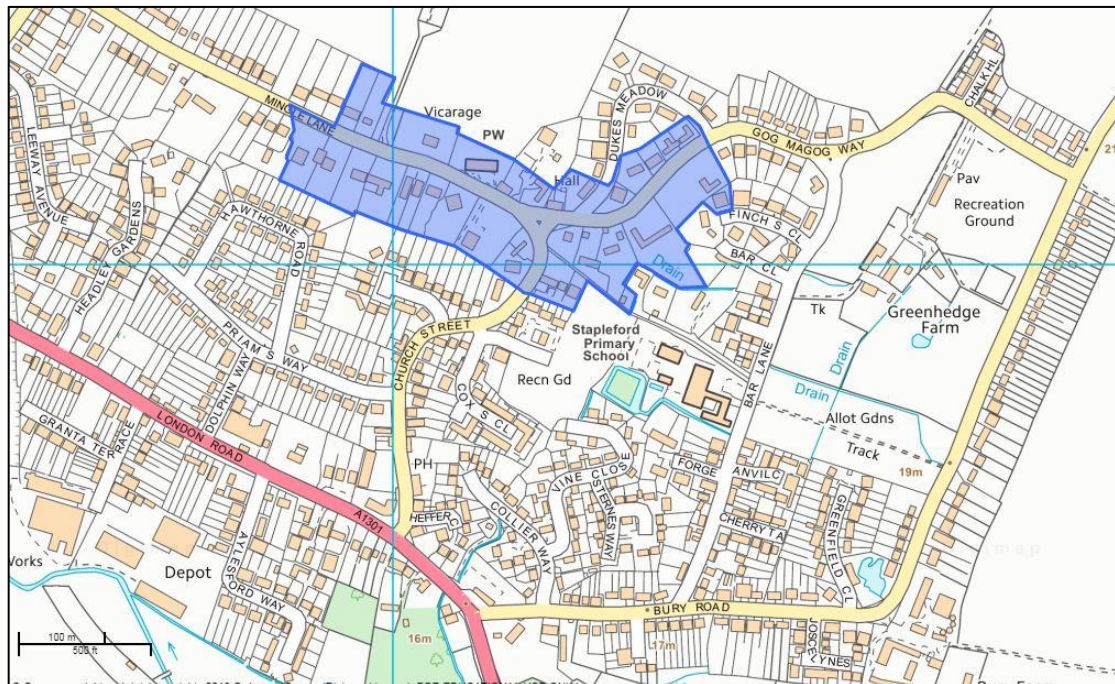 CHALK HL
DUKES MEADOW
MINGLE LANE
Vicarage
PW
GOG MAGOG WAY
21
LEEWAY AVENUE
Pav
Recreation
Ground
Hall
HAWTHORNE ROAD
HEADLEY GARDENS
FINCH S CL
BAR CL
Drain
Tk
Greenhedge
Farm
CHURCH STREET
PRIAM S WAY
Stapleford
Primary
School
Recn Gd
BAR LANE
Drain
Drain
DOLPHIN WAY
COX S CL
Allot Gdns
LONDON ROAD
GRANTA TERRACE
Track
PH
19m
VINE CLOSE
FORGE
ANVIL C
A1301
HEFFER C
COLLIER WAY
STERNES WAY
CHERRY T A
GREENFIELD CL
Works
Depot
AYLESFORD WAY
BURY ROAD
JOSCELYNES
16m
17m
100 m
500 ft